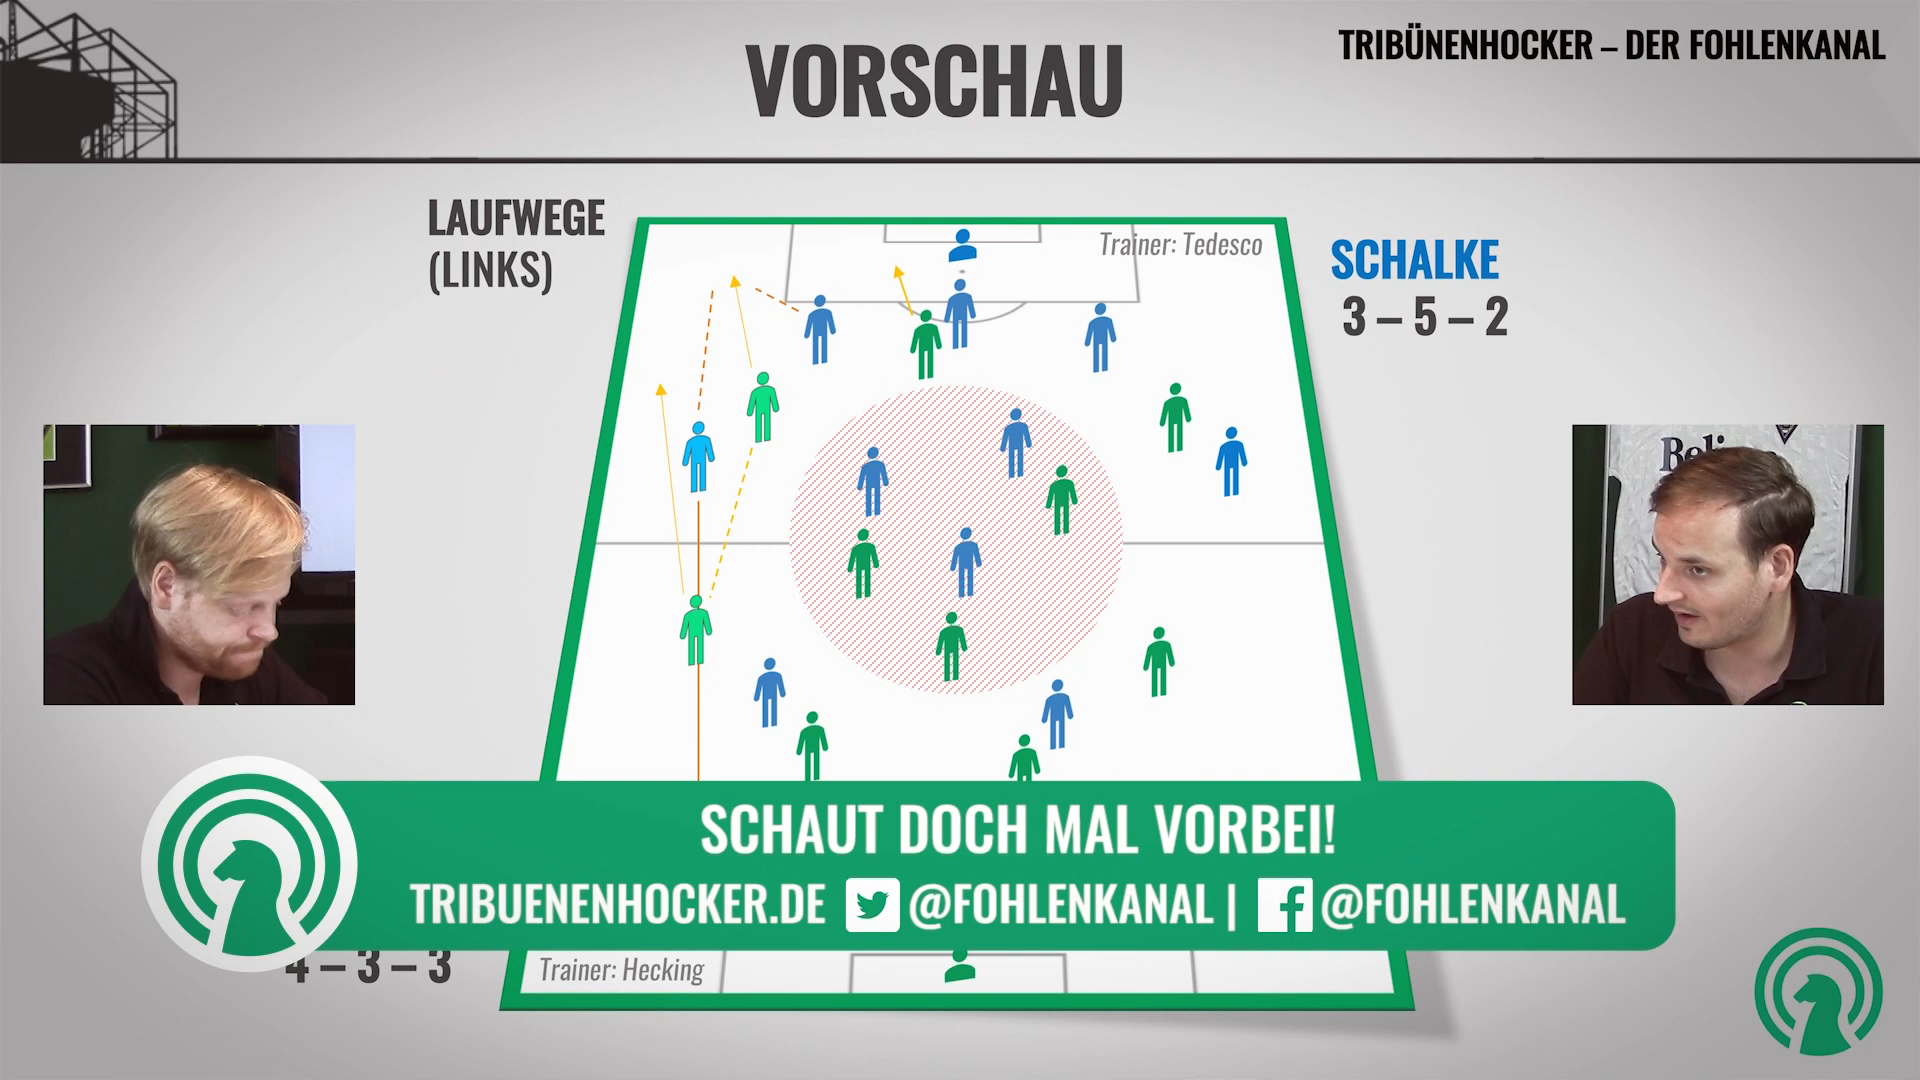 TRIBÜNENHOCKER – DER FOHLENKANAL
VORSCHAU
LAUFWEGE
(LINKS)
Trainer: Tedesco
SCHALKE
3 – 5 – 2
SCHAUT DOCH MAL VORBEI!
TRIBUENENHOCKER.DE @FOHLENKANAL | @FOHLENKANAL
4 – 3 – 3
Trainer: Hecking